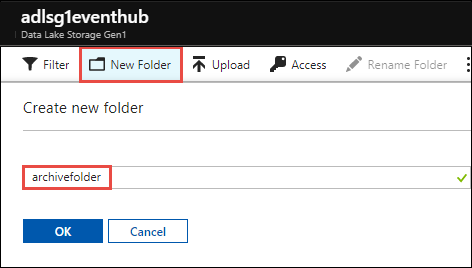 adlsg1eventhub
Data Lake Storage Gen1
Filter New Folder Upload Access Rename Folder
Create new folder
archivefolder
OK Cancel